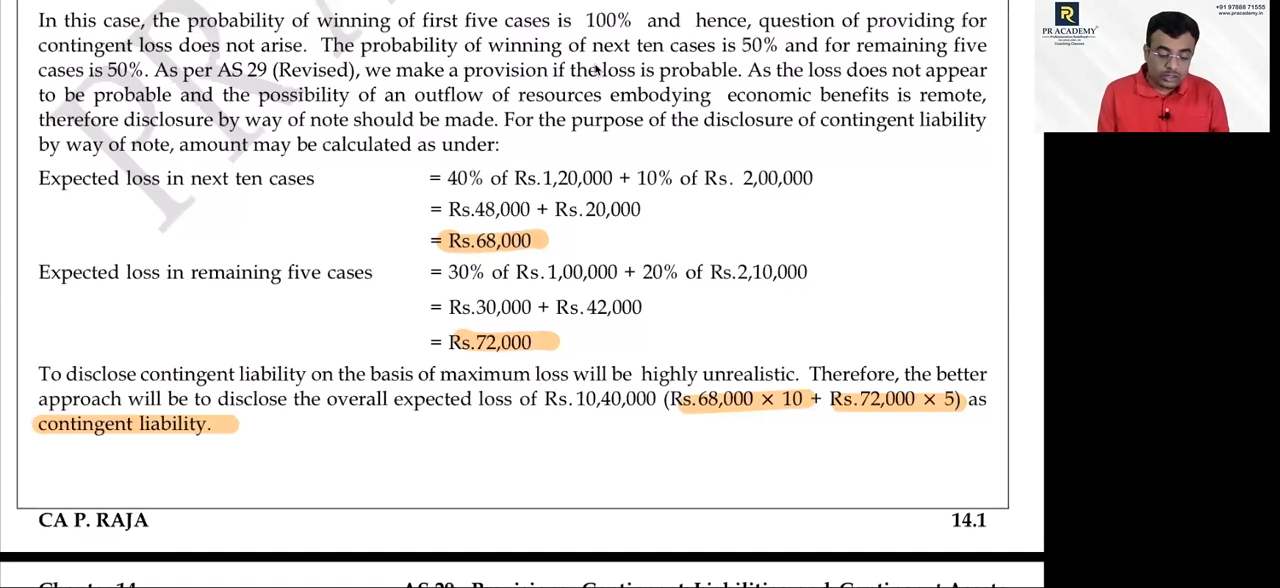 In this case, the probability of winning of first five cases is 100% and hence, question of providing for
contingent loss does not arise. The probability of winning of next ten cases is 50% and for remaining five
cases is 50%. As per AS 29 (Revised), we make a provision if the loss is probable. As the loss does not appear
to be probable and the possibility of an outflow of resources embodying economic benefits is remote,
therefore disclosure by way of note should be made. For the purpose of the disclosure of contingent liability
by way of note, amount may be calculated as under:
Expected loss in next ten cases = 40% of Rs.1,20,000 + 10% of Rs. 2,00,000
= Rs.48,000 + Rs.20,000
= Rs.68,000
Expected loss in remaining five cases = 30% of Rs.1,00,000 + 20% of Rs.2,10,000
= Rs.30,000 + Rs.42,000
= Rs.72,000
To disclose contingent liability on the basis of maximum loss will be highly unrealistic. Therefore, the better
approach will be to disclose the overall expected loss of Rs.10,40,000 (Rs.68,000 × 10 + Rs.72,000 × 5) as
contingent liability.
CA P. RAJA 14.1
+91 97888 71555
www.pracademy.in
PR ACADEMY
Coaching Classes